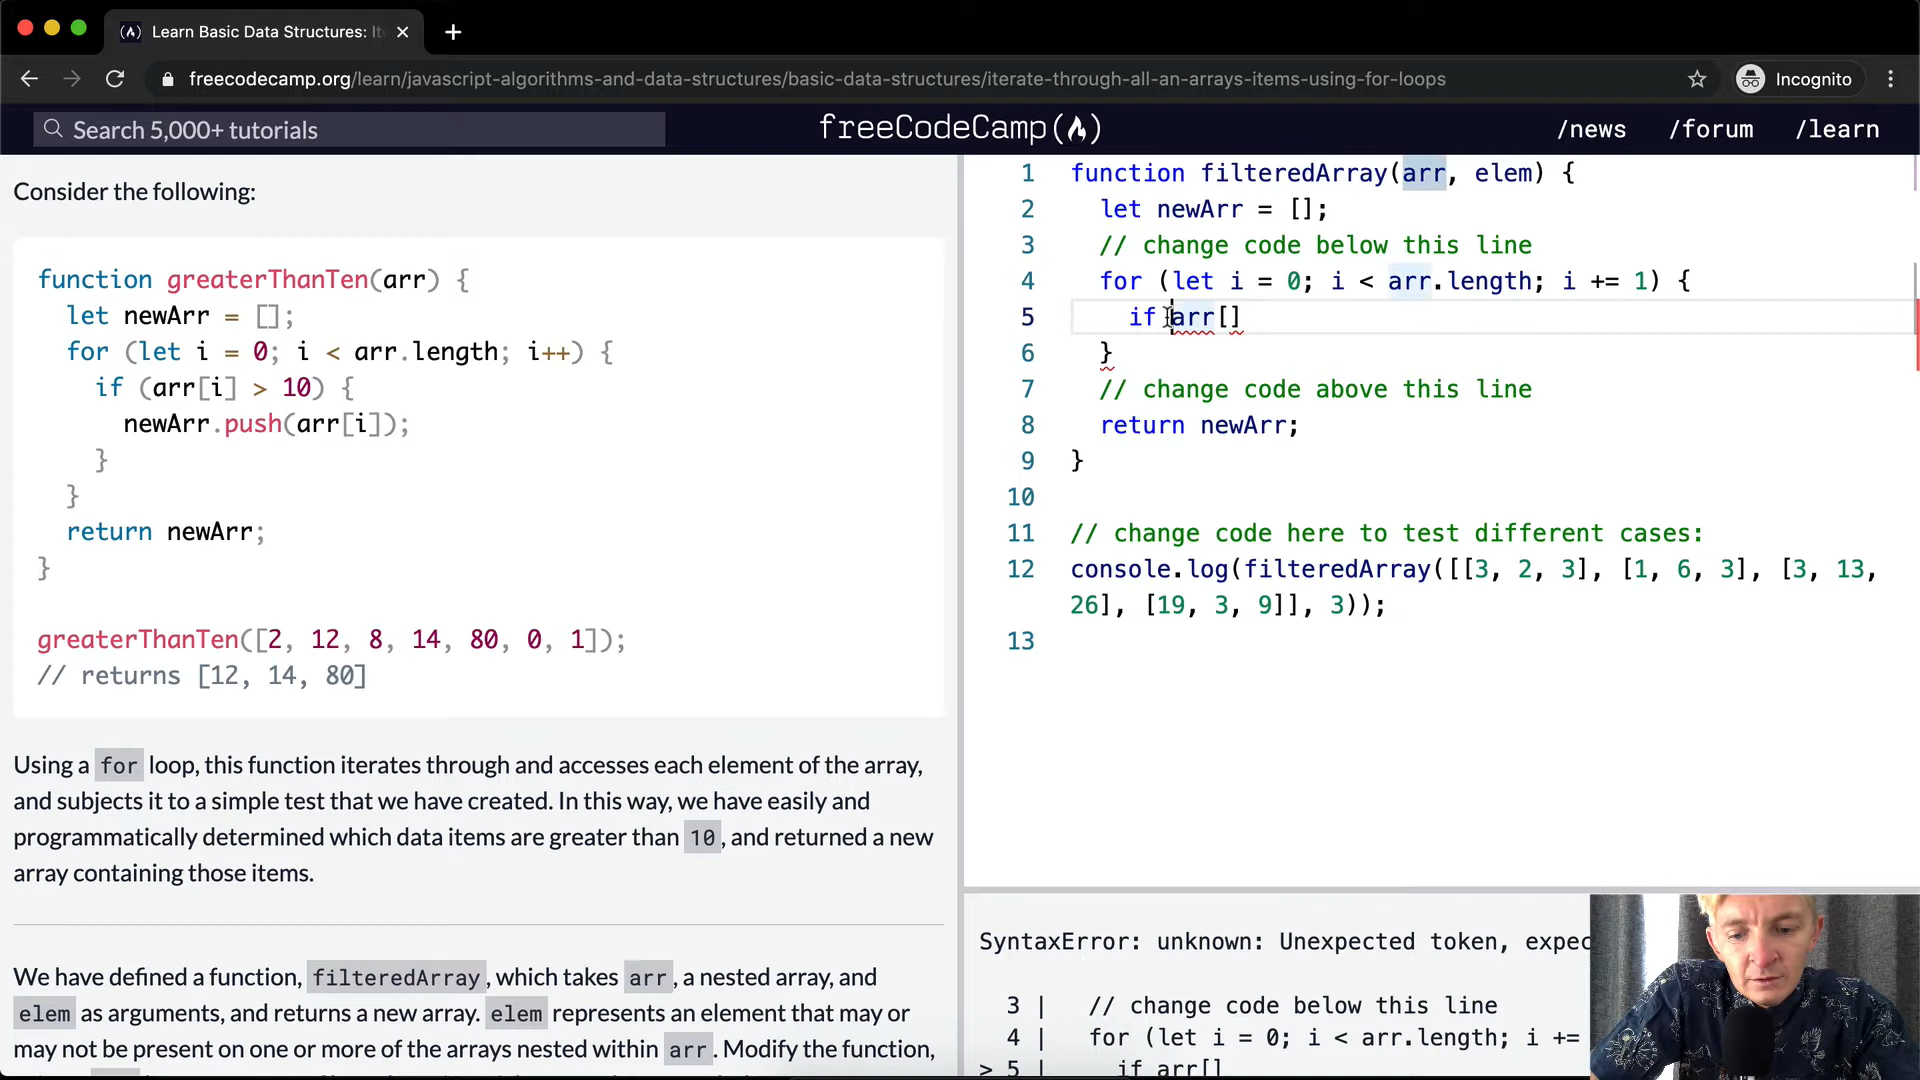 Learn Basic Data Structures: It
freecodecamp.org/learn/javascript-algorithms-and-data-structures/basic-data-structures/iterate-through-all-an-arrays-items-using-for-loops
Incognito
Search 5,000+ tutorials
freeCodeCamp
/news
/forum
/learn
Consider the following:
function greaterThanTen(arr) {
let newArr = [];
for (let i = 0; i < arr.length; i++) {
if (arr[i] > 10) {
newArr.push(arr[i]);
}
}
return newArr;
}
greaterThanTen([2, 12, 8, 14, 80, 0, 1]);
// returns [12, 14, 80]
Using a for loop, this function iterates through and accesses each element of the array,
and subjects it to a simple test that we have created. In this way, we have easily and
programmatically determined which data items are greater than 10 , and returned a new
array containing those items.
We have defined a function, filteredArray , which takes arr , a nested array, and
elem as arguments, and returns a new array. elem represents an element that may or
may not be present on one or more of the arrays nested within arr . Modify the function,
1 function filteredArray(arr, elem) {
2 let newArr = [];
3 // change code below this line
4 for (let i = 0; i < arr.length; i += 1) {
5 if arr[]
6 }
7 // change code above this line
8 return newArr;
9 }
10
11 // change code here to test different cases:
12 console.log(filteredArray([[3, 2, 3], [1, 6, 3], [3, 13,
26], [19, 3, 9]], 3));
13
SyntaxError: unknown: Unexpected token, expec
3 | // change code below this line
4 | for (let i = 0; i < arr.length; i +=
> 5 | if arr[]